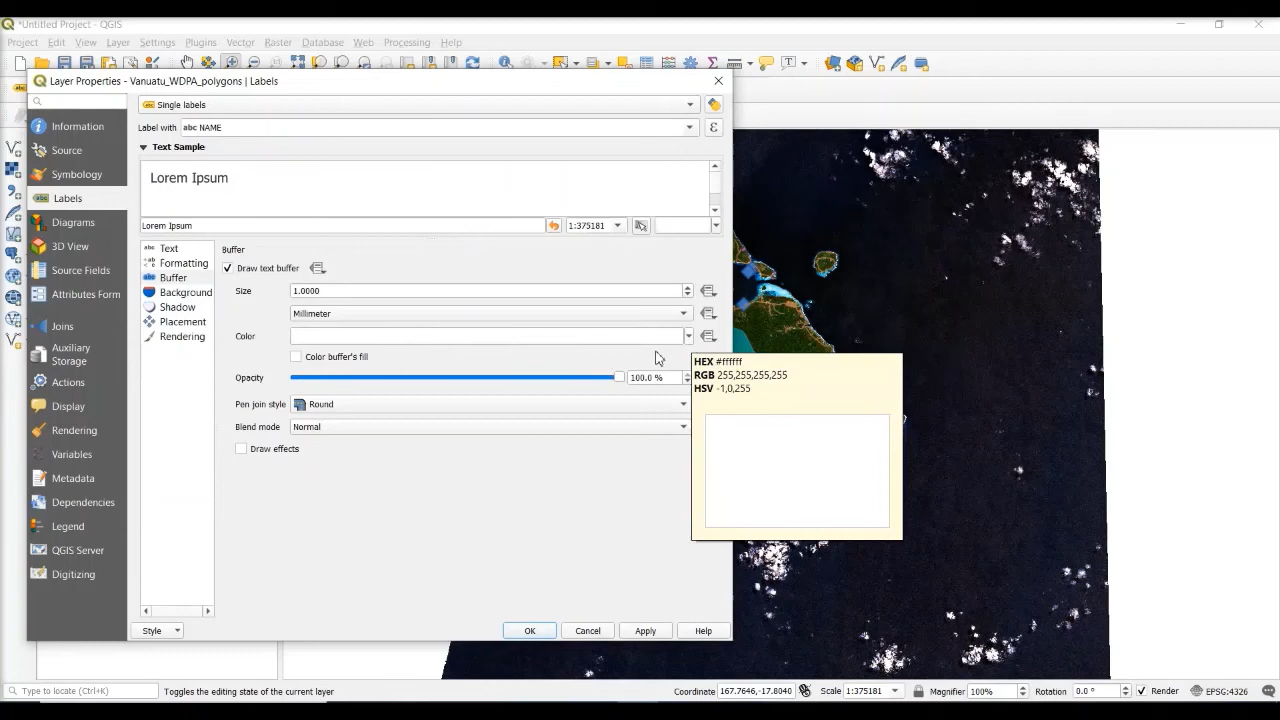 *Untitled Project - QGIS
Project Edit View Layer Settings Plugins Vector Raster Database Web Processing Help
Layer Properties - Vanuatu_WDPA_polygons | Labels
Information
Source
Symbology
Labels
Diagrams
3D View
Source Fields
Attributes Form
Joins
Auxiliary
Storage
Actions
Display
Rendering
Variables
Metadata
Dependencies
Legend
QGIS Server
Digitizing
abc Single labels
Label with abc NAME
Text Sample
Lorem Ipsum
Lorem Ipsum 1:375181
Text
Formatting
Buffer
Background
Shadow
Placement
Rendering
Buffer
Draw text buffer
Size 1.0000
Millimeter
Color
Color buffer's fill
Opacity 100.0 %
Pen join style Round
Blend mode Normal
Draw effects
HEX #ffffff
RGB 255,255,255,255
HSV -1,0,255
Style OK Cancel Apply Help
Type to locate (Ctrl+K) Toggles the editing state of the current layer Coordinate 167.7646,-17.8040 Scale 1:375181 Magnifier 100% Rotation 0.0 ° Render EPSG:4326